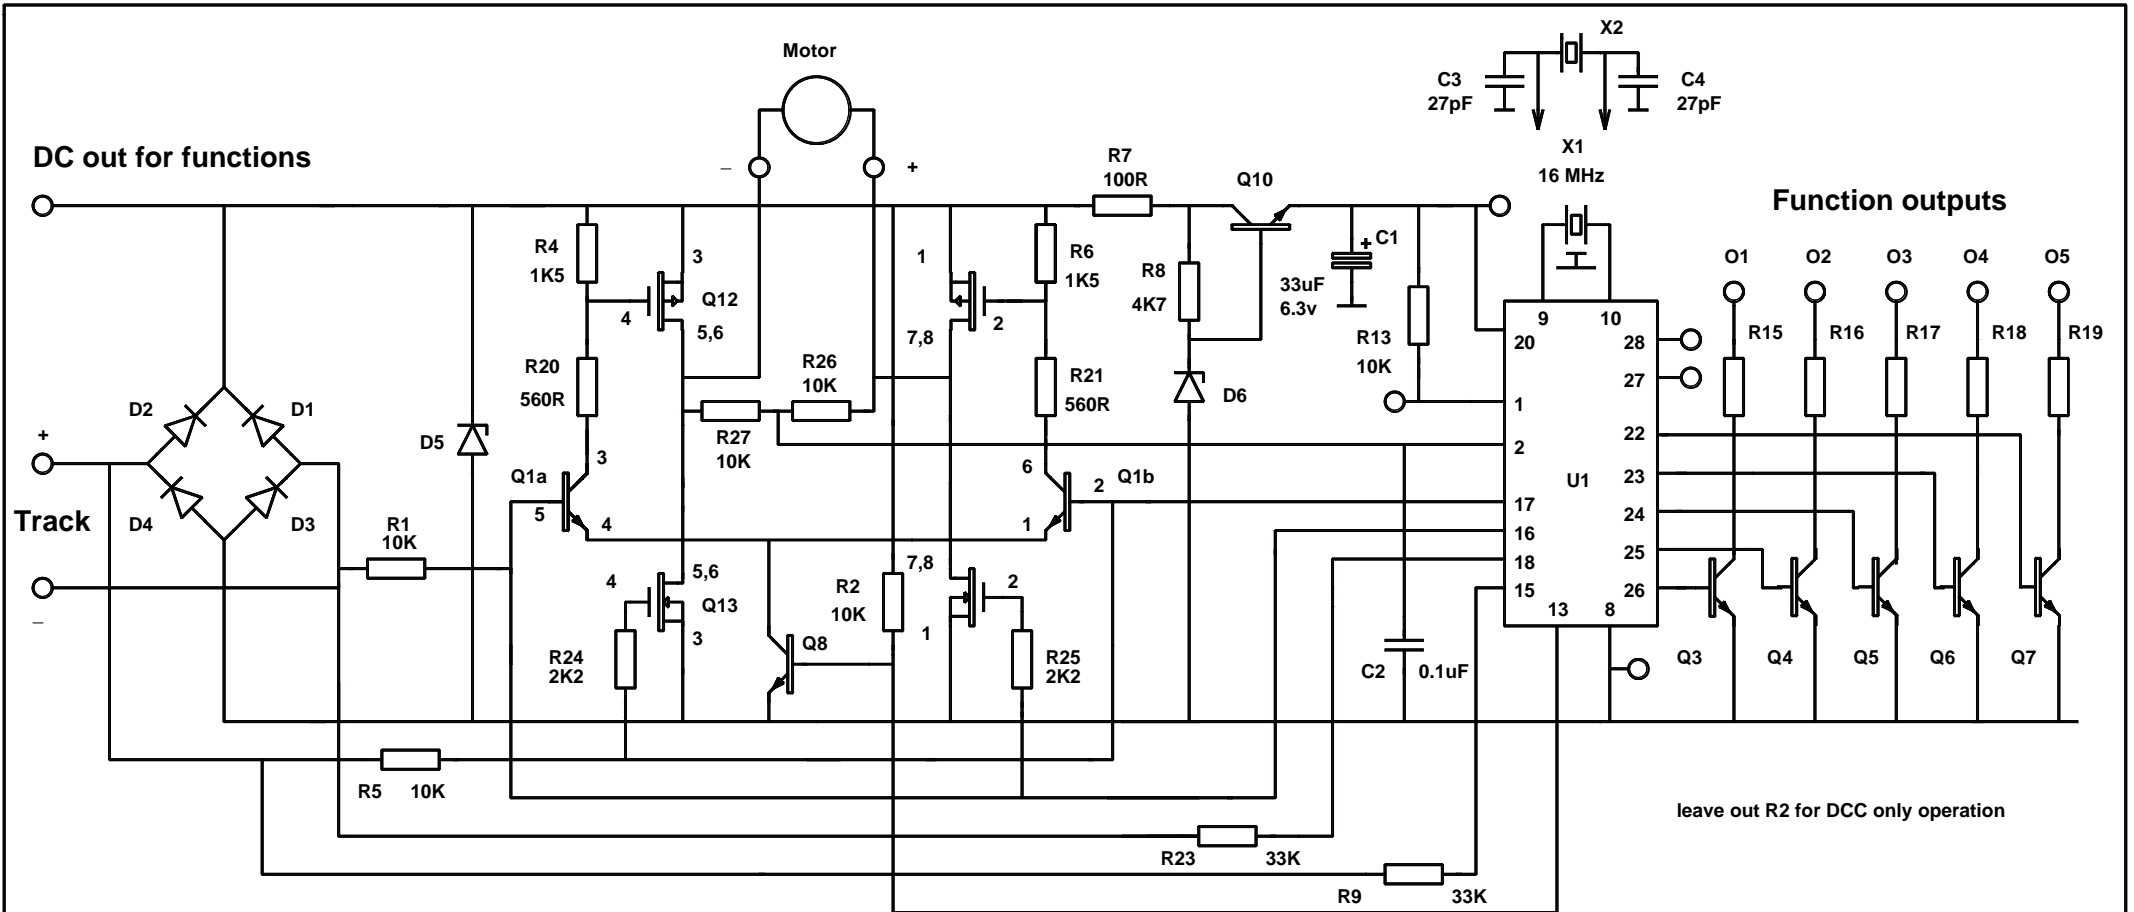 X2
C3
27pF
C4
27pF
Motor
DC out for functions
_
+
R7
100R
Q10
X1
16 MHz
Function outputs
R4
1K5
3
Q12
4
5,6
1
R6
1K5
2
7,8
R8
4K7
+
C1
33uF
6.3v
R13
10K
9
10
O1
O2
O3
O4
O5
R15
R16
R17
R18
R19
20
28
27
1
2
22
23
24
25
26
17
16
18
15
13
8
U1
R20
560R
R26
10K
R27
10K
R21
560R
D6
D2
D1
D4
D3
+
Track
_
D5
Q1a
3
5
4
6
2
Q1b
1
R1
10K
4
5,6
Q13
3
7,8
2
1
R2
10K
Q8
R24
2K2
R25
2K2
C2
0.1uF
Q3
Q4
Q5
Q6
Q7
R5
10K
R23
33K
R9
33K
leave out R2 for DCC only operation